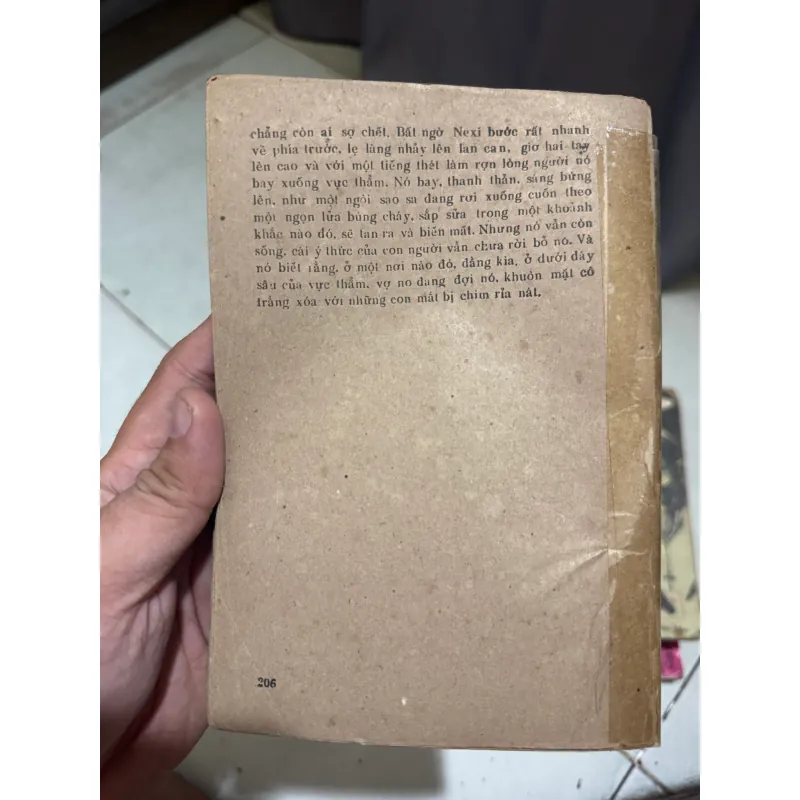 chẳng còn ai sợ chết. Bất ngờ Nexi bước rất nhanh
về phía trước, lẹ làng nhảy lên lan can, giơ hai tay
lên cao và với một tiếng thét làm rợn lòng người nó
bay xuống vực thẳm. Nó bay, thanh thản, sáng bừng
lên, như một ngôi sao sa đang rơi xuống cuốn theo
một ngọn lửa bùng cháy, sắp sửa trong một khoảnh
khắc nào đó, sẽ tan ra và biến mất. Nhưng nó vẫn còn
sống, cái ý thức của con người vẫn chưa rời bỏ nó. Và
nó biết rằng, ở một nơi nào đó, đằng kia, ở dưới đáy
sâu của vực thẳm, vợ nó đang đợi nó, khuôn mặt cô
trắng xóa với những con mắt bị chim rỉa nát.
206